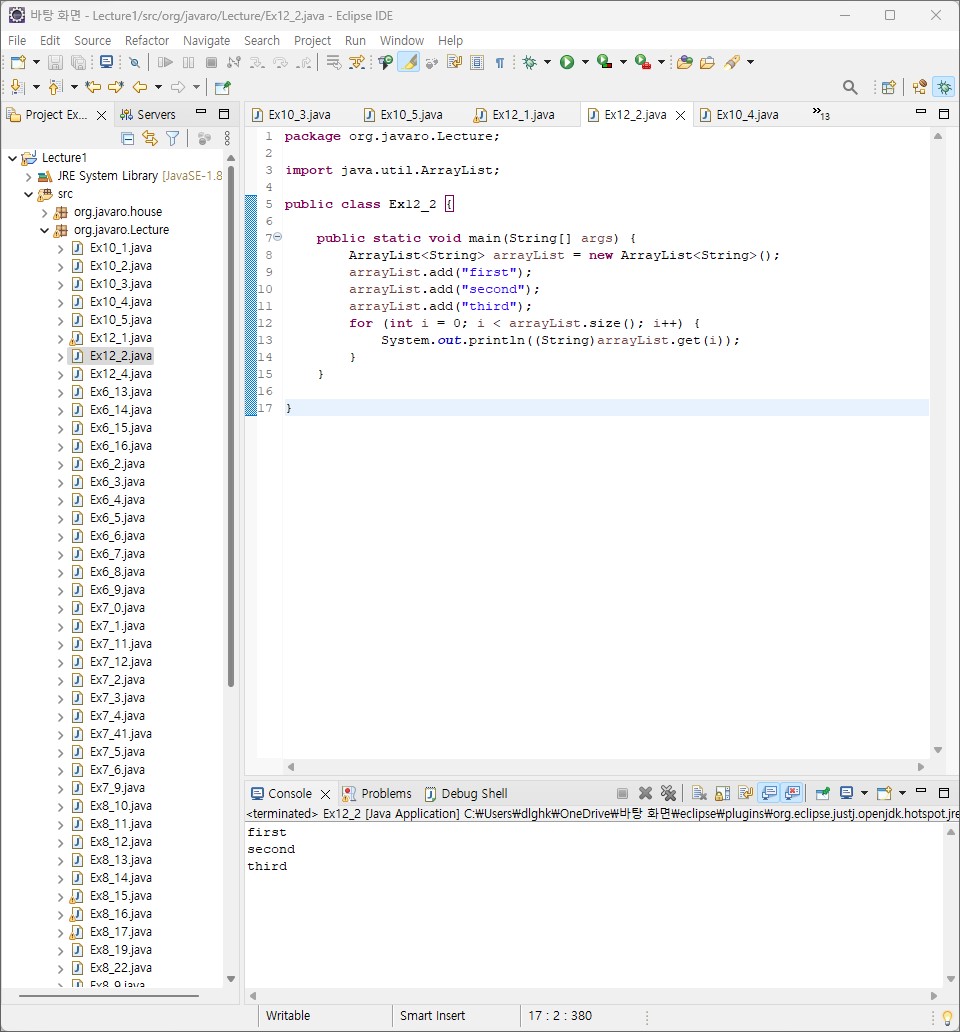 바탕 화면 - Lecture1/src/org/javaro/Lecture/Ex12_2.java - Eclipse IDE
File Edit Source Refactor Navigate Search Project Run Window Help
Project Ex... Servers
Lecture1
JRE System Library [JavaSE-1.8
src
org.javaro.house
org.javaro.Lecture
Ex10_1.java
Ex10_2.java
Ex10_3.java
Ex10_4.java
Ex10_5.java
Ex12_1.java
Ex12_2.java
Ex12_4.java
Ex6_13.java
Ex6_14.java
Ex6_15.java
Ex6_16.java
Ex6_2.java
Ex6_3.java
Ex6_4.java
Ex6_5.java
Ex6_6.java
Ex6_7.java
Ex6_8.java
Ex6_9.java
Ex7_0.java
Ex7_1.java
Ex7_11.java
Ex7_12.java
Ex7_2.java
Ex7_3.java
Ex7_4.java
Ex7_41.java
Ex7_5.java
Ex7_6.java
Ex7_9.java
Ex8_10.java
Ex8_11.java
Ex8_12.java
Ex8_13.java
Ex8_14.java
Ex8_15.java
Ex8_16.java
Ex8_17.java
Ex8_19.java
Ex8_22.java
Ex8_9.java
Ex10_3.java Ex10_5.java Ex12_1.java Ex12_2.java Ex10_4.java »13
1 package org.javaro.Lecture;
2
3 import java.util.ArrayList;
4
5 public class Ex12_2 {
6
7 public static void main(String[] args) {
8 ArrayList<String> arrayList = new ArrayList<String>();
9 arrayList.add("first");
10 arrayList.add("second");
11 arrayList.add("third");
12 for (int i = 0; i < arrayList.size(); i++) {
13 System.out.println((String)arrayList.get(i));
14 }
15 }
16
17 }
Console Problems Debug Shell
<terminated> Ex12_2 [Java Application] C:₩Users₩dlghk₩OneDrive₩바탕 화면₩eclipse₩plugins₩org.eclipse.justj.openjdk.hotspot.jre
first
second
third
Writable Smart Insert 17 : 2 : 380